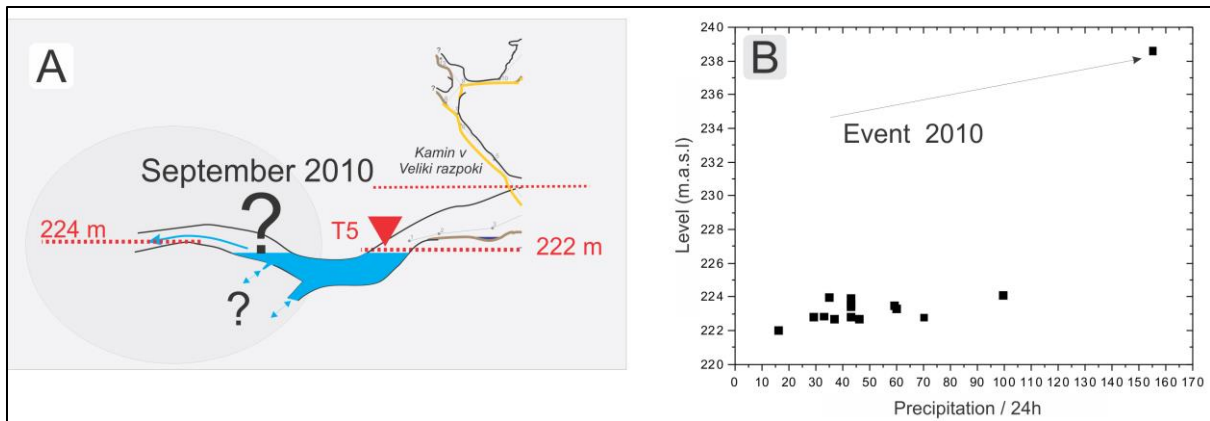 A
September 2010
Kamin v
Veliki razpoki
?
224 m
T5
222 m
?
B
Event 2010
Level (m.a.s.l)
240
238
236
234
232
230
228
226
224
222
220
0 10 20 30 40 50 60 70 80 90 100 110 120 130 140 150 160 170
Precipitation / 24h